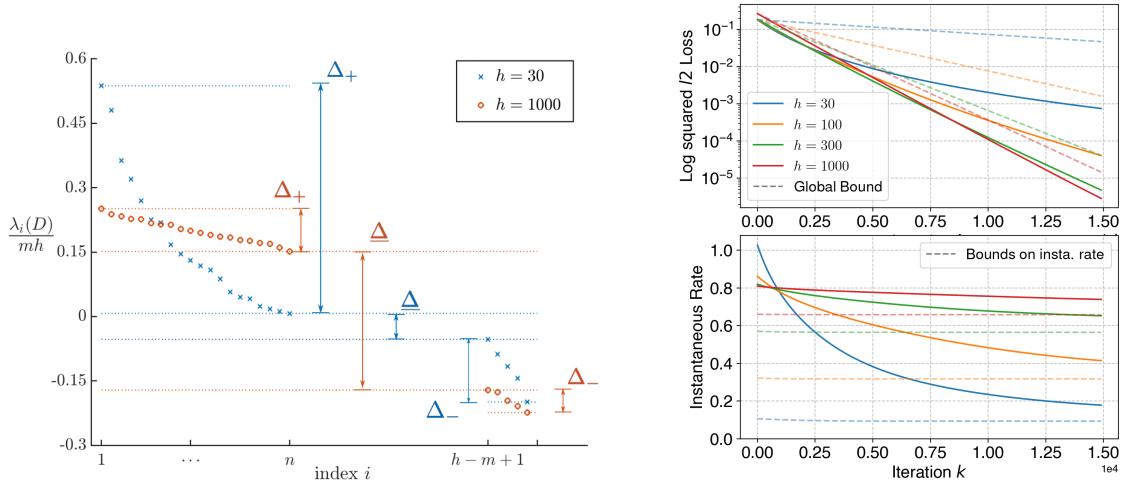 0.6
0.45
0.3
0.15
0
-0.15
-0.3
λi(D)
mh
1
⋯
n
h − m + 1
index i
× h = 30
○ h = 1000
Δ+
Δ+
Δ_
Δ_
Δ−
Δ−
10⁻¹
10⁻²
10⁻³
10⁻⁴
10⁻⁵
Log squared l2 Loss
h = 30
h = 100
h = 300
h = 1000
Global Bound
0.00 0.25 0.50 0.75 1.00 1.25 1.50
1.0
0.8
0.6
0.4
0.2
0.0
Instantaneous Rate
Bounds on insta. rate
0.00 0.25 0.50 0.75 1.00 1.25 1.50
1e4
Iteration k